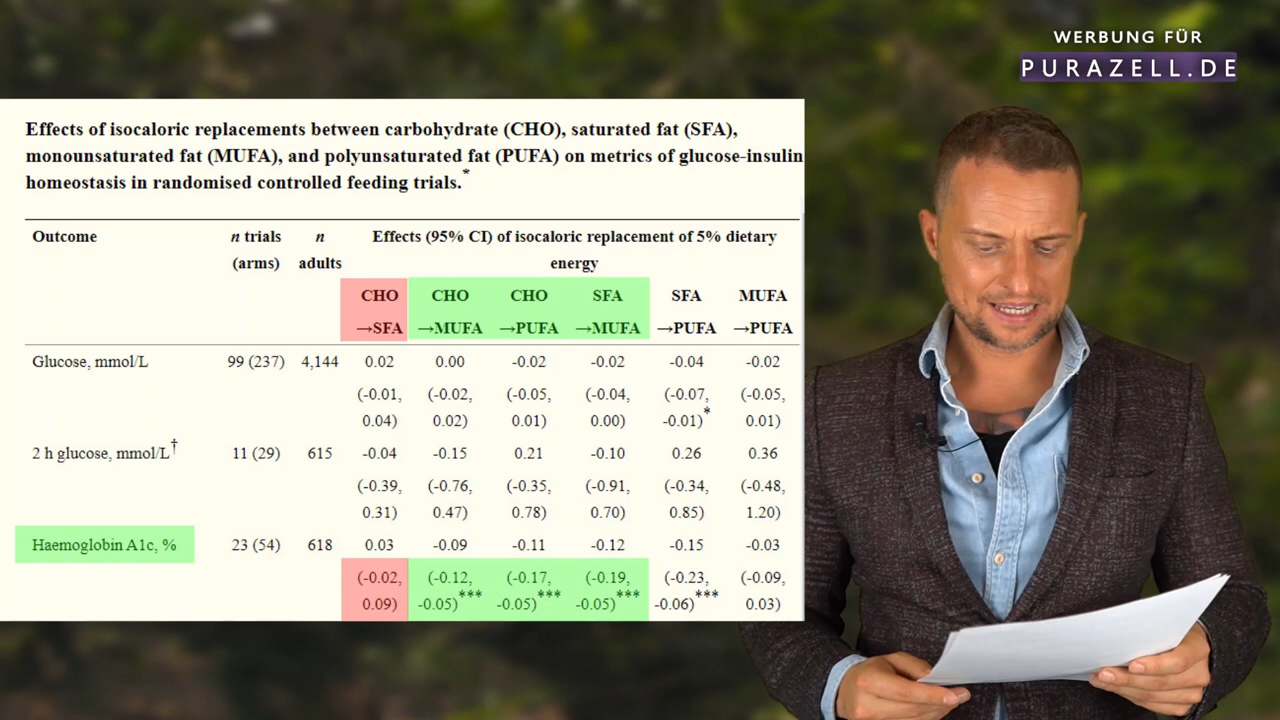 WERBUNG FÜR
PURAZELL.DE
Effects of isocaloric replacements between carbohydrate (CHO), saturated fat (SFA),
monounsaturated fat (MUFA), and polyunsaturated fat (PUFA) on metrics of glucose-insulin
homeostasis in randomised controlled feeding trials.*
Outcome n trials n Effects (95% CI) of isocaloric replacement of 5% dietary
(arms) adults energy
CHO CHO CHO SFA SFA MUFA
→SFA →MUFA →PUFA →MUFA →PUFA →PUFA
Glucose, mmol/L 99 (237) 4,144 0.02 0.00 -0.02 -0.02 -0.04 -0.02
(-0.01, (-0.02, (-0.05, (-0.04, (-0.07, (-0.05,
0.04) 0.02) 0.01) 0.00) -0.01)* 0.01)
2 h glucose, mmol/L† 11 (29) 615 -0.04 -0.15 0.21 -0.10 0.26 0.36
(-0.39, (-0.76, (-0.35, (-0.91, (-0.34, (-0.48,
0.31) 0.47) 0.78) 0.70) 0.85) 1.20)
Haemoglobin A1c, % 23 (54) 618 0.03 -0.09 -0.11 -0.12 -0.15 -0.03
(-0.02, (-0.12, (-0.17, (-0.19, (-0.23, (-0.09,
0.09) -0.05)*** -0.05)*** -0.05)*** -0.06)*** 0.03)